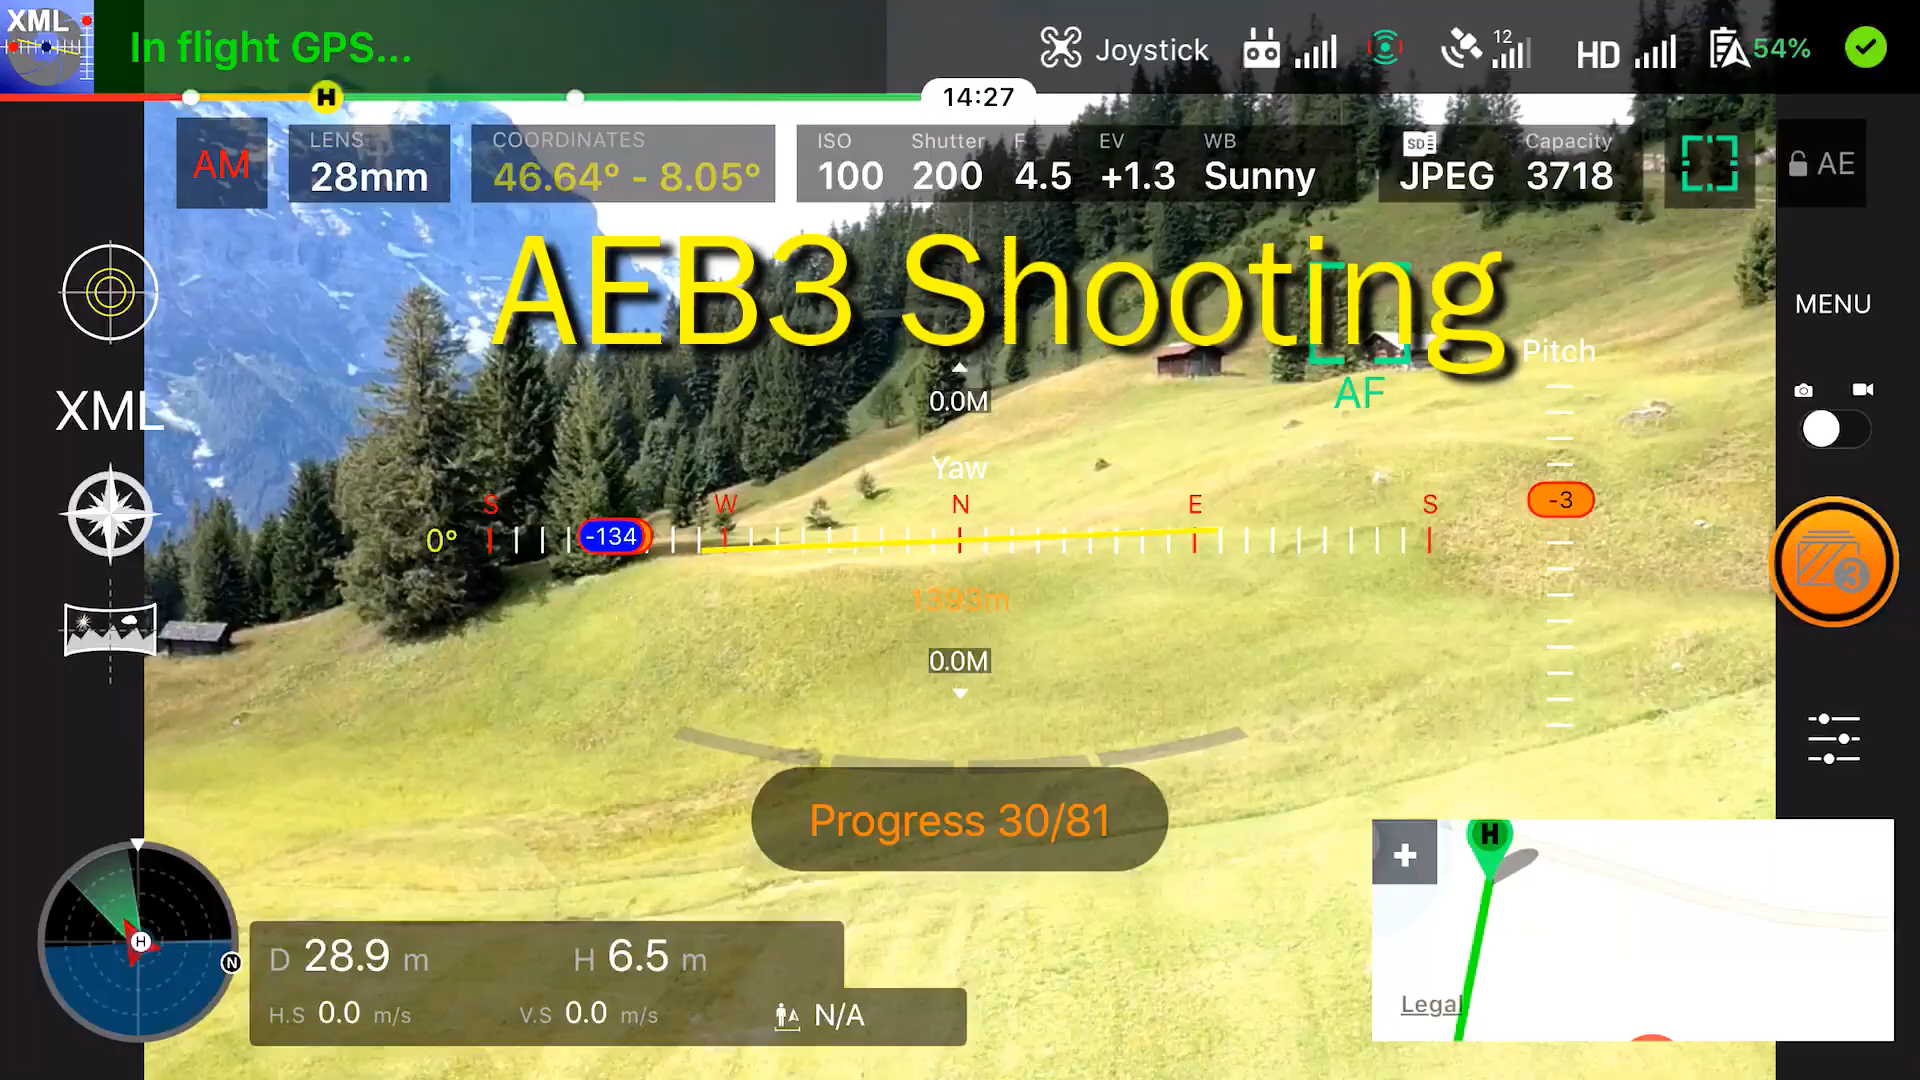 XML
In flight GPS...
Joystick
12
HD
54%
H
14:27
AM
LENS
28mm
COORDINATES
46.64° - 8.05°
ISO
100
Shutter
200
F
4.5
EV
+1.3
WB
Sunny
SD
JPEG
Capacity
3718
AE
AEB3 Shooting
MENU
Pitch
AF
0.0M
XML
Yaw
S
W
N
E
S
0°
-134
-3
3
1393m
0.0M
Progress 30/81
H
H
N
D 28.9 m
H 6.5 m
H.S 0.0 m/s
V.S 0.0 m/s
N/A
+
Legal